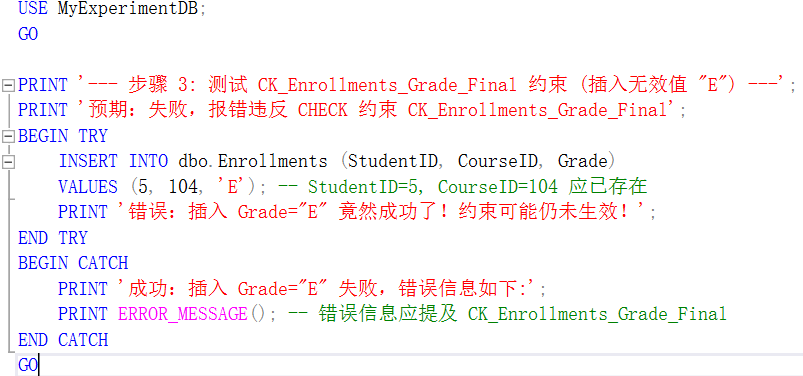 USE MyExperimentDB;
GO
PRINT '--- 步骤 3: 测试 CK_Enrollments_Grade_Final 约束 (插入无效值 "E") ---';
PRINT '预期：失败，报错违反 CHECK 约束 CK_Enrollments_Grade_Final';
BEGIN TRY
    INSERT INTO dbo.Enrollments (StudentID, CourseID, Grade)
    VALUES (5, 104, 'E'); -- StudentID=5, CourseID=104 应已存在
    PRINT '错误：插入 Grade="E" 竟然成功了！约束可能仍未生效！';
END TRY
BEGIN CATCH
    PRINT '成功：插入 Grade="E" 失败，错误信息如下:';
    PRINT ERROR_MESSAGE(); -- 错误信息应提及 CK_Enrollments_Grade_Final
END CATCH
GO